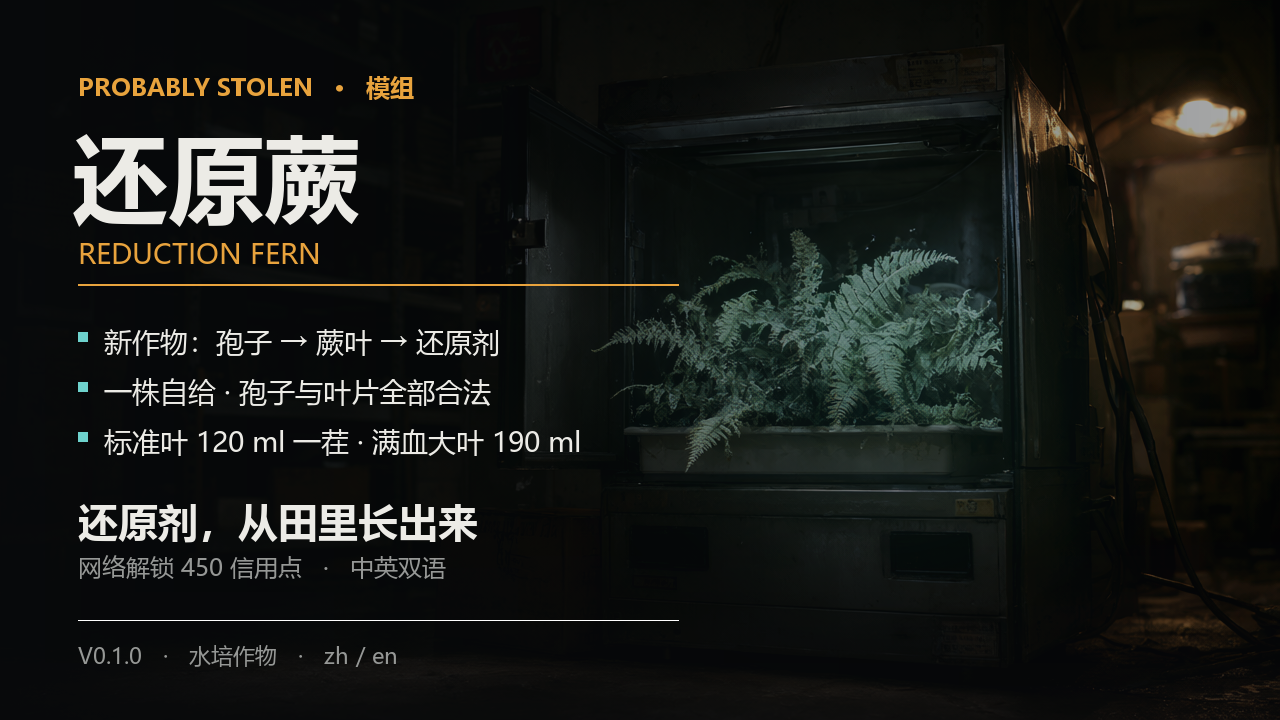 PROBABLY STOLEN · 模组
还原蕨
REDUCTION FERN
新作物：孢子 → 蕨叶 → 还原剂
一株自给 · 孢子与叶片全部合法
标准叶 120 ml 一茬 · 满血大叶 190 ml
还原剂，从田里长出来
网络解锁 450 信用点 · 中英双语
V0.1.0 · 水培作物 · zh / en